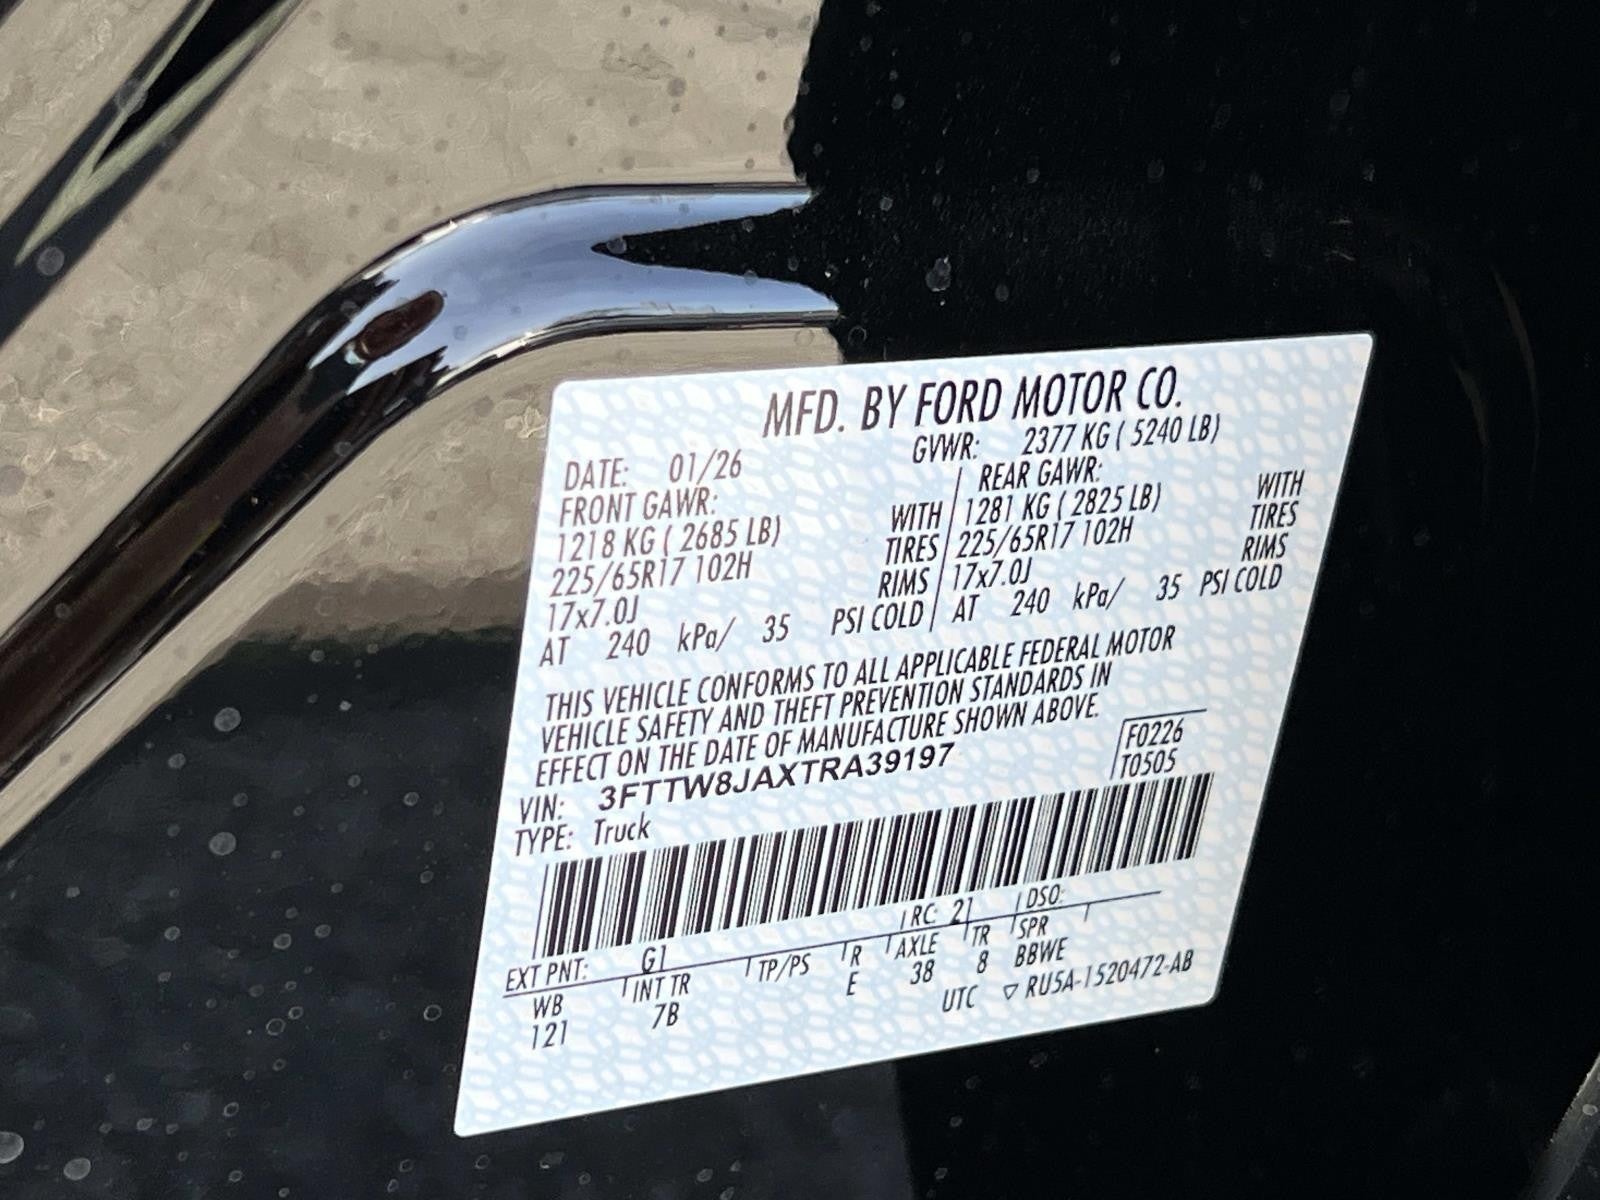 MFD. BY FORD MOTOR CO.
DATE: 01/26 GVWR: 2377 KG ( 5240 LB)
FRONT GAWR: REAR GAWR:
1218 KG ( 2685 LB) WITH 1281 KG ( 2825 LB) WITH
225/65R17 102H TIRES 225/65R17 102H TIRES
17x7.0J RIMS 17x7.0J RIMS
AT 240 kPa/ 35 PSI COLD AT 240 kPa/ 35 PSI COLD
THIS VEHICLE CONFORMS TO ALL APPLICABLE FEDERAL MOTOR
VEHICLE SAFETY AND THEFT PREVENTION STANDARDS IN
EFFECT ON THE DATE OF MANUFACTURE SHOWN ABOVE.
VIN: 3FTTW8JAXTRA39197 F0226
TYPE: Truck T0505
EXT PNT: G1 RC: 21 DSO:
WB INT TR TP/PS R AXLE TR SPR
121 7B E 38 8 BBWE
UTC ▽ RU5A-1520472-AB